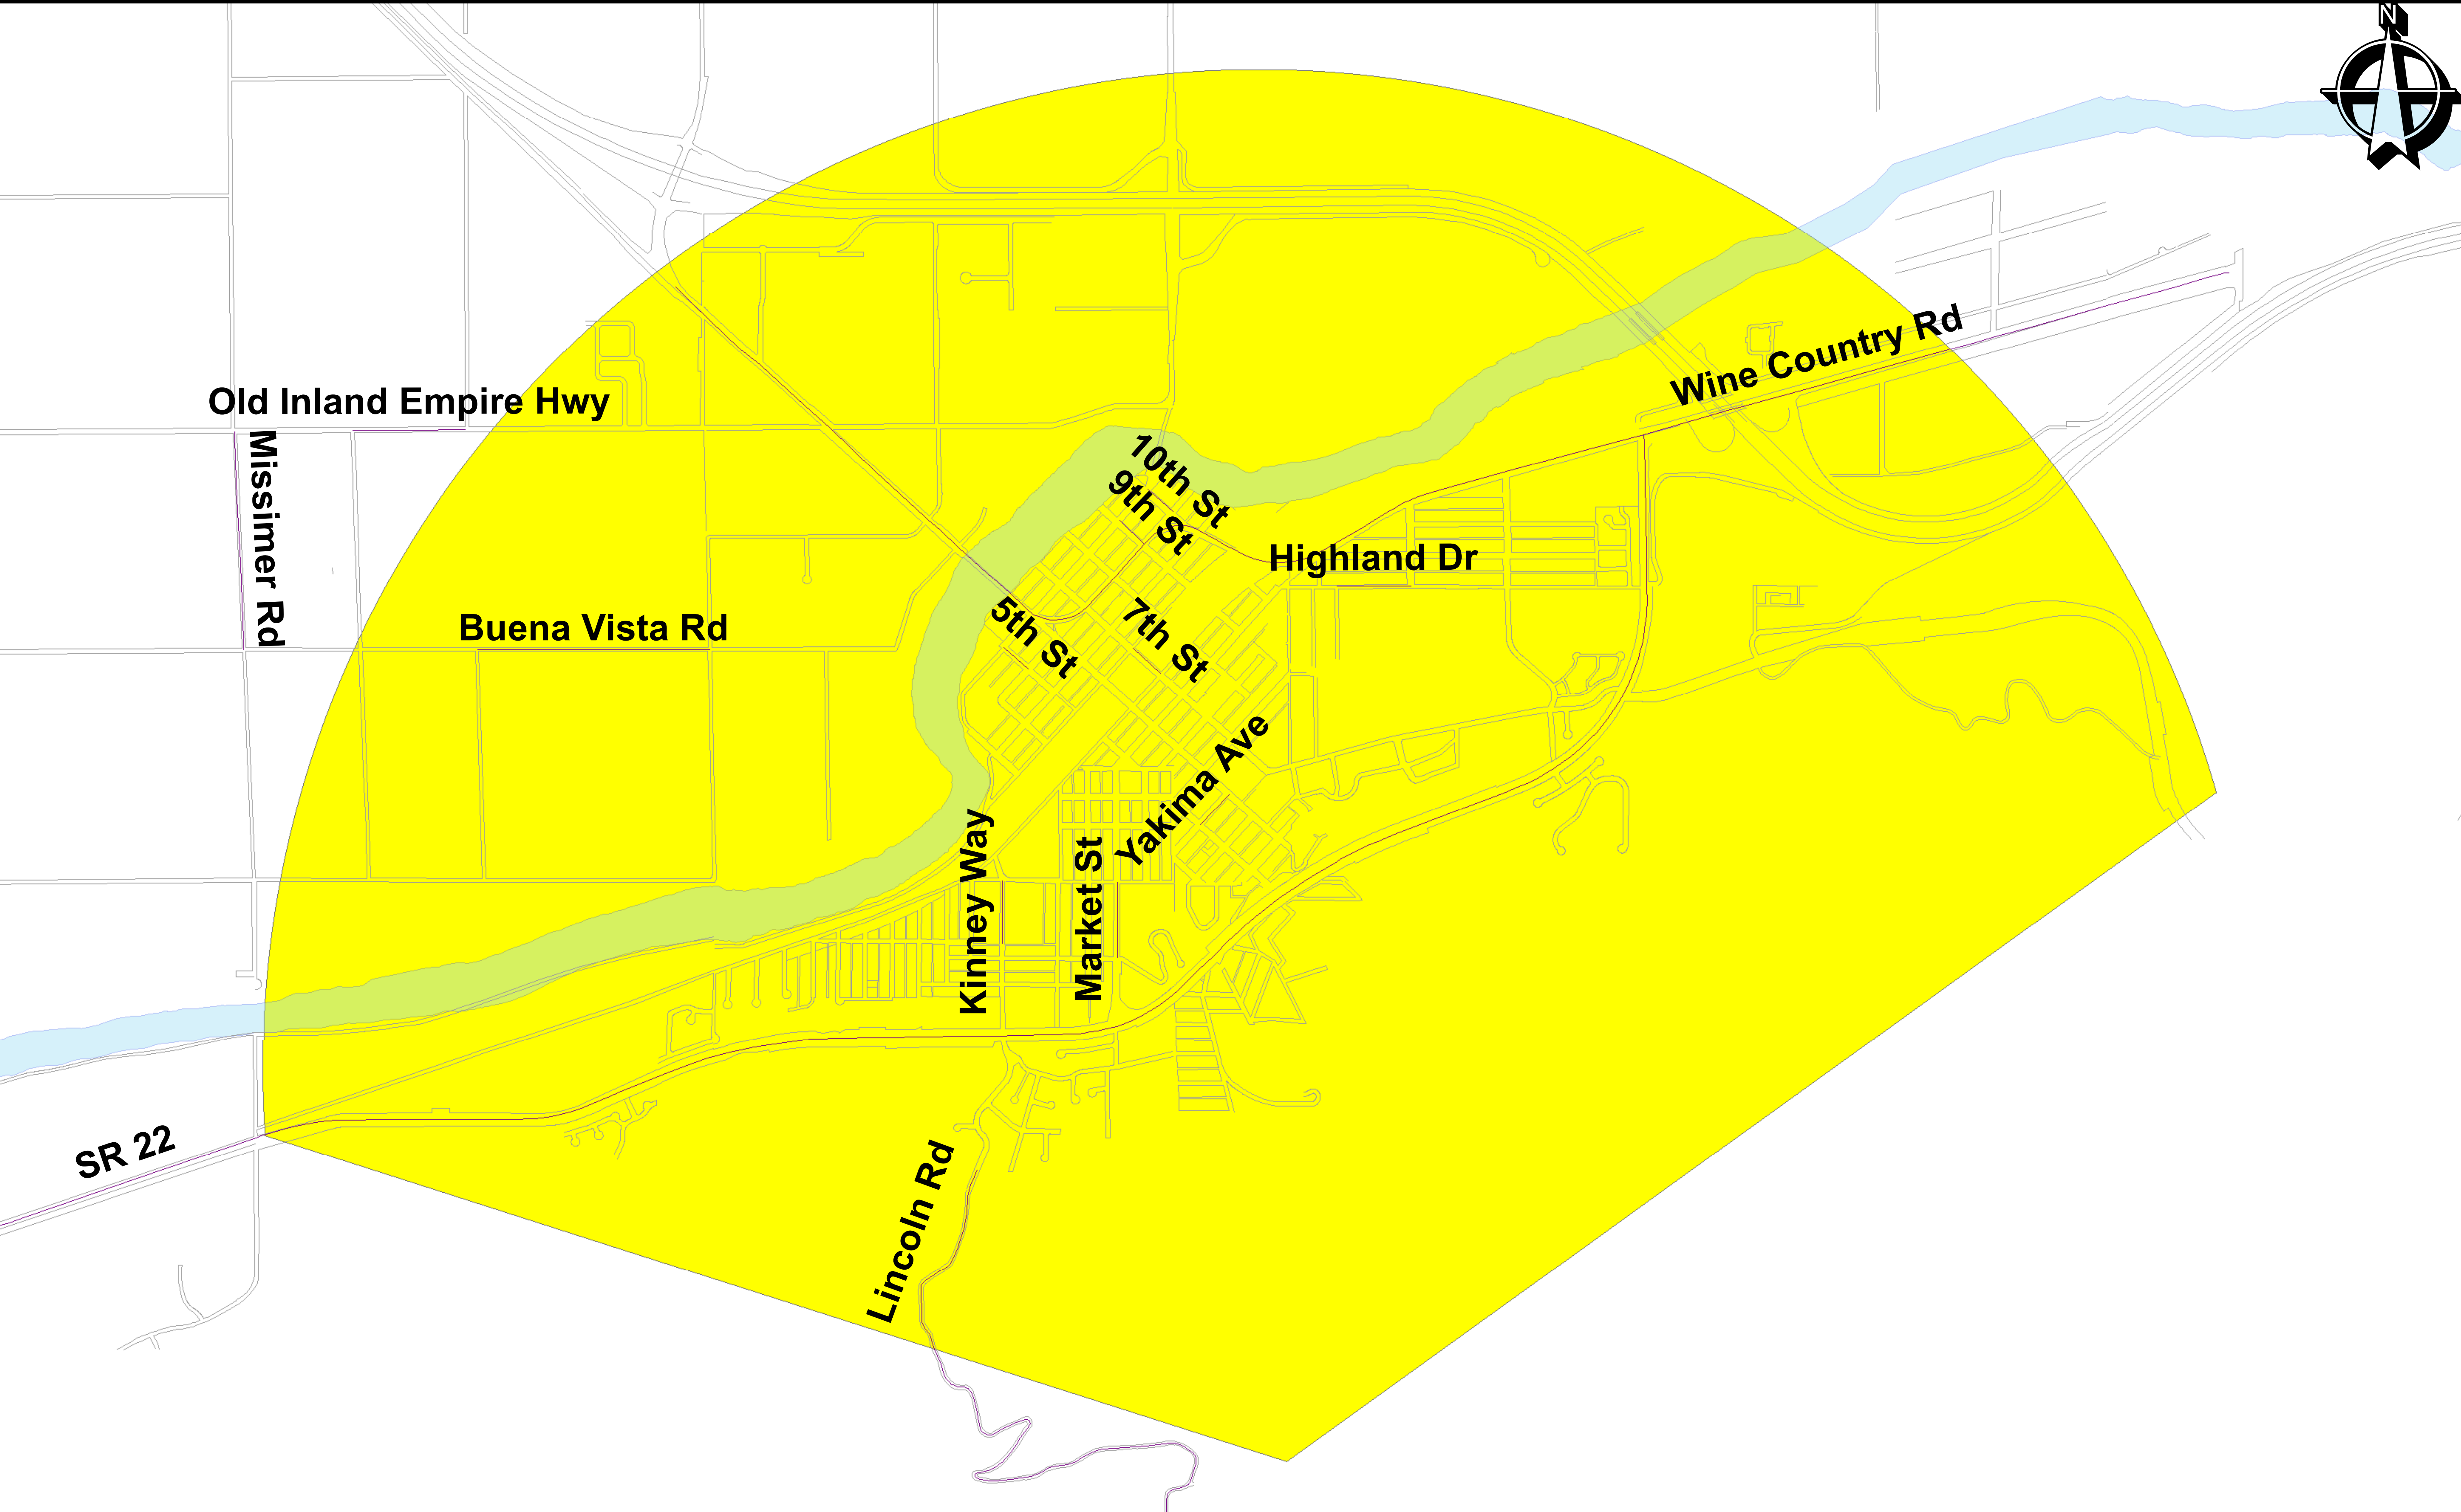 N
Wine Country Rd
Old Inland Empire Hwy
Missimer Rd
10th St
9th St
Highland Dr
Buena Vista Rd
5th St
7th St
Yakima Ave
Kinney Way
Market St
SR 22
Lincoln Rd